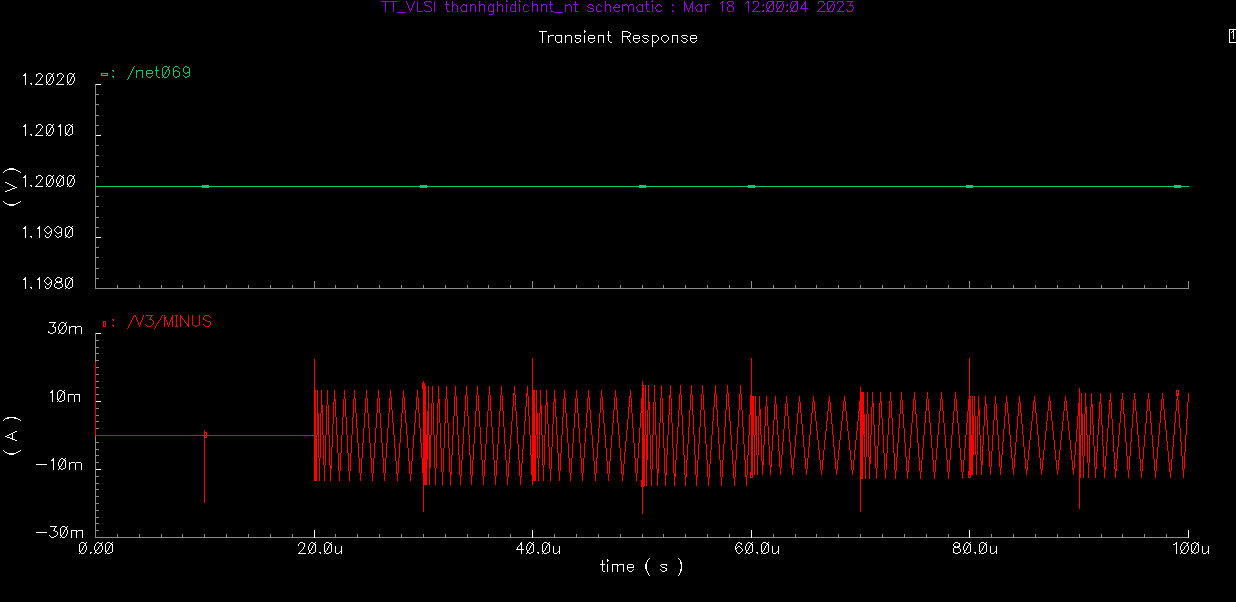 TT_VLSI thanhghidichnt_nt schematic : Mar 18 12:00:04 2023
Transient Response
1
: /net069
1.2020
1.2010
1.2000
1.1990
1.1980
( V )
: /V3/MINUS
30m
10m
-10m
-30m
( A )
0.00 20.0u 40.0u 60.0u 80.0u 100u
time ( s )